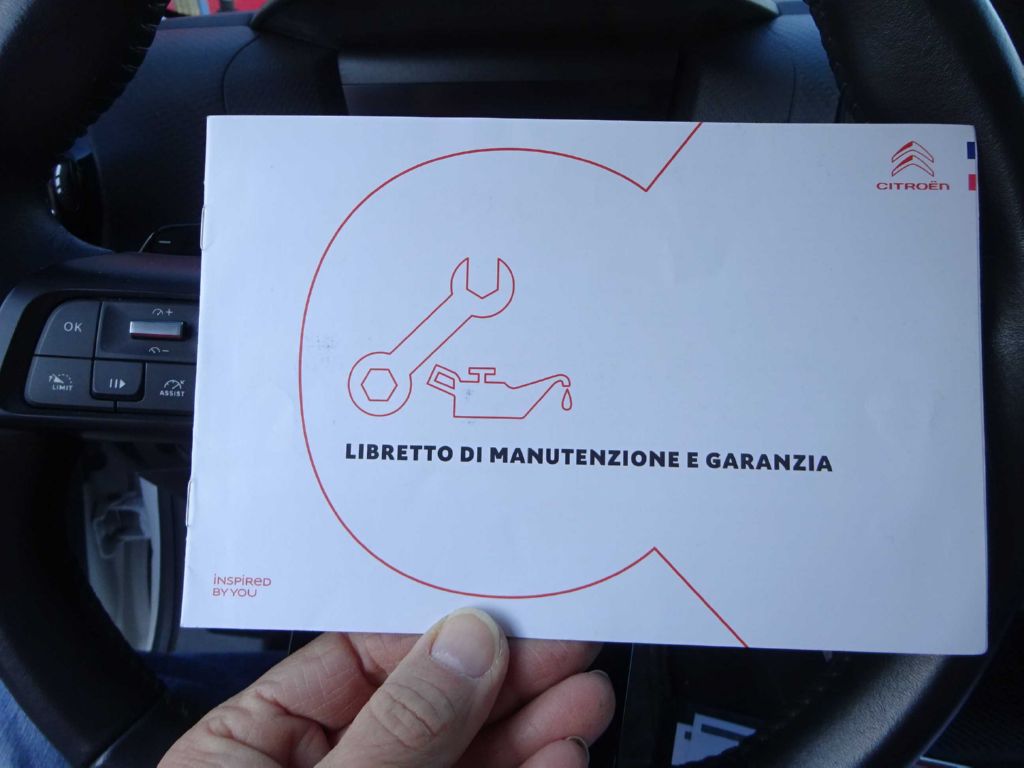 CITROËN
OK
LIMIT
ASSIST
LIBRETTO DI MANUTENZIONE E GARANZIA
INSPIRED
BY YOU